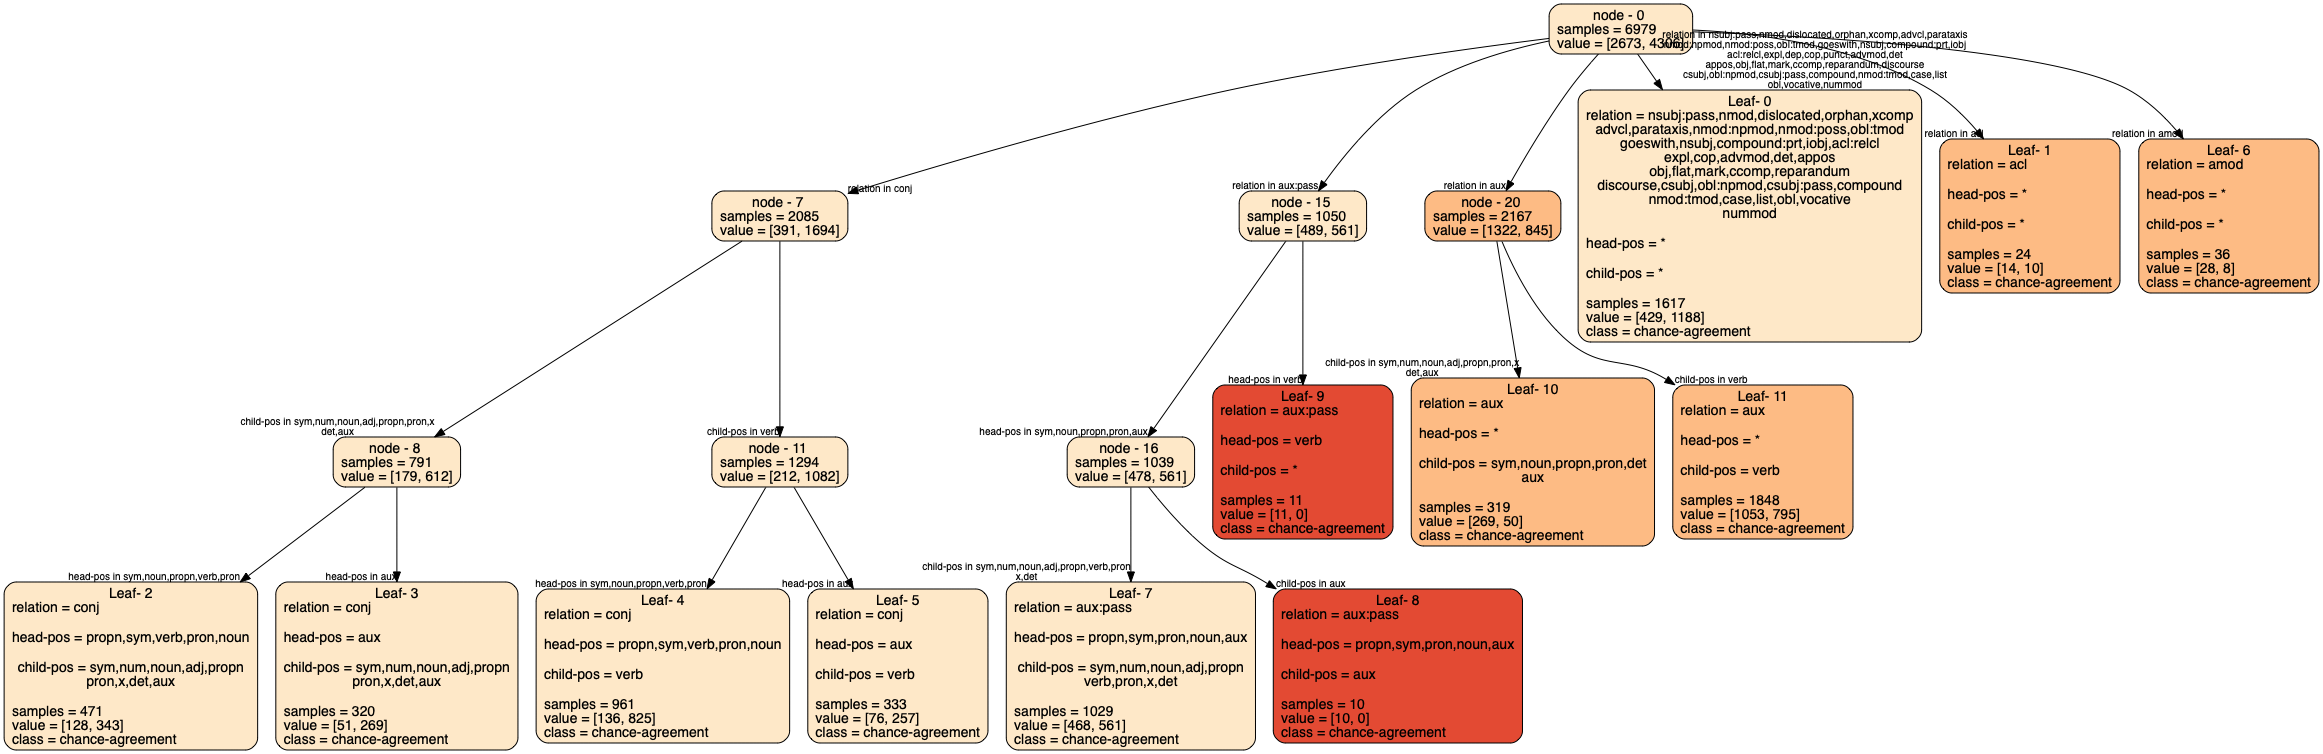 node - 0
samples = 6979
value = [2673, 4306]
relation in nsubj:pass,nmod,dislocated,orphan,xcomp,advcl,parataxis
nmod:npmod,nmod:poss,obl:tmod,goeswith,nsubj,compound:prt,iobj
acl:relcl,expl,dep,cop,punct,advmod,det
appos,obj,flat,mark,ccomp,reparandum,discourse
csubj,obl:npmod,csubj:pass,compound,nmod:tmod,case,list
obl,vocative,nummod
Leaf- 0
relation = nsubj:pass,nmod,dislocated,orphan,xcomp
advcl,parataxis,nmod:npmod,nmod:poss,obl:tmod
goeswith,nsubj,compound:prt,iobj,acl:relcl
expl,cop,advmod,det,appos
obj,flat,mark,ccomp,reparandum
discourse,csubj,obl:npmod,csubj:pass,compound
nmod:tmod,case,list,obl,vocative
nummod
head-pos = *
child-pos = *
samples = 1617
value = [429, 1188]
class = chance-agreement
relation in acl
Leaf- 1
relation = acl
head-pos = *
child-pos = *
samples = 24
value = [14, 10]
class = chance-agreement
relation in amod
Leaf- 6
relation = amod
head-pos = *
child-pos = *
samples = 36
value = [28, 8]
class = chance-agreement
relation in conj
node - 7
samples = 2085
value = [391, 1694]
relation in aux:pass
node - 15
samples = 1050
value = [489, 561]
relation in aux
node - 20
samples = 2167
value = [1322, 845]
child-pos in sym,num,noun,adj,propn,pron,x
det,aux
node - 8
samples = 791
value = [179, 612]
child-pos in verb
node - 11
samples = 1294
value = [212, 1082]
head-pos in sym,noun,propn,pron,aux
node - 16
samples = 1039
value = [478, 561]
head-pos in verb
Leaf- 9
relation = aux:pass
head-pos = verb
child-pos = *
samples = 11
value = [11, 0]
class = chance-agreement
child-pos in sym,num,noun,adj,propn,pron,x
det,aux
Leaf- 10
relation = aux
head-pos = *
child-pos = sym,noun,propn,pron,det
aux
samples = 319
value = [269, 50]
class = chance-agreement
child-pos in verb
Leaf- 11
relation = aux
head-pos = *
child-pos = verb
samples = 1848
value = [1053, 795]
class = chance-agreement
head-pos in sym,noun,propn,verb,pron
Leaf- 2
relation = conj
head-pos = propn,sym,verb,pron,noun
child-pos = sym,num,noun,adj,propn
pron,x,det,aux
samples = 471
value = [128, 343]
class = chance-agreement
head-pos in aux
Leaf- 3
relation = conj
head-pos = aux
child-pos = sym,num,noun,adj,propn
pron,x,det,aux
samples = 320
value = [51, 269]
class = chance-agreement
head-pos in sym,noun,propn,verb,pron
Leaf- 4
relation = conj
head-pos = propn,sym,verb,pron,noun
child-pos = verb
samples = 961
value = [136, 825]
class = chance-agreement
head-pos in aux
Leaf- 5
relation = conj
head-pos = aux
child-pos = verb
samples = 333
value = [76, 257]
class = chance-agreement
child-pos in sym,num,noun,adj,propn,verb,pron
x,det
Leaf- 7
relation = aux:pass
head-pos = propn,sym,pron,noun,aux
child-pos = sym,num,noun,adj,propn
verb,pron,x,det
samples = 1029
value = [468, 561]
class = chance-agreement
child-pos in aux
Leaf- 8
relation = aux:pass
head-pos = propn,sym,pron,noun,aux
child-pos = aux
samples = 10
value = [10, 0]
class = chance-agreement